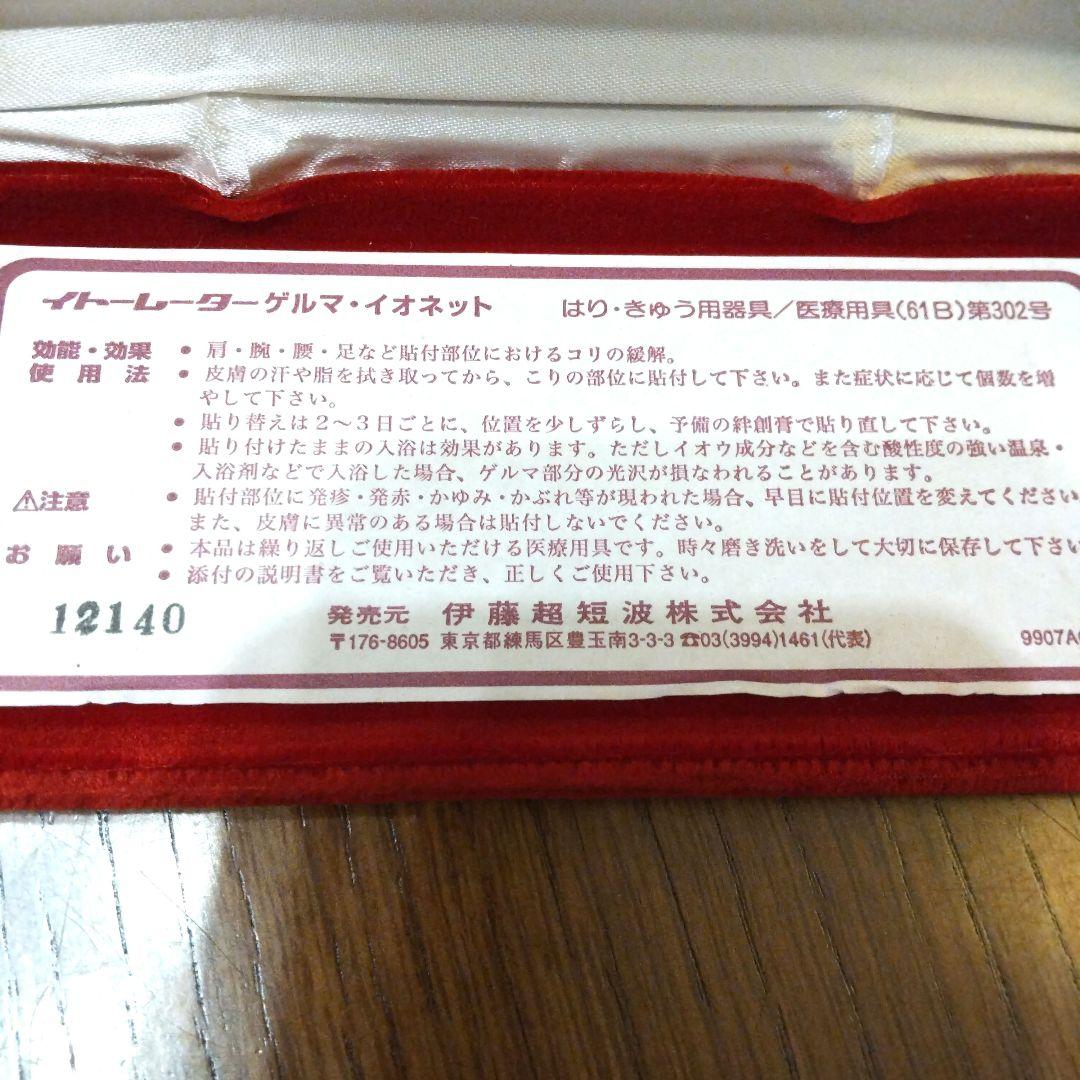 イトーレーターゲルマ・イオネット はり・きゅう用器具／医療用具(61B)第302号
効能・効果 • 肩・腕・腰・足など貼付部位におけるコリの緩解。
使用法 • 皮膚の汗や脂を拭き取ってから、こりの部位に貼付して下さい。また症状に応じて個数を増
やして下さい。
• 貼り替えは２〜３日ごとに、位置を少しずらし、予備の絆創膏で貼り直して下さい。
• 貼り付けたままの入浴は効果があります。ただしイオウ成分などを含む酸性度の強い温泉・
入浴剤などで入浴した場合、ゲルマ部分の光沢が損なわれることがあります。
⚠注意 • 貼付部位に発疹・発赤・かゆみ・かぶれ等が現われた場合、早目に貼付位置を変えてください
また、皮膚に異常のある場合は貼付しないでください。
お願い • 本品は繰り返しご使用いただける医療用具です。時々磨き洗いをして大切に保存して下さい
• 添付の説明書をご覧いただき、正しくご使用下さい。
12140 発売元 伊藤超短波株式会社
〒176-8605 東京都練馬区豊玉南3-3-3 ☎03(3994)1461(代表) 9907A